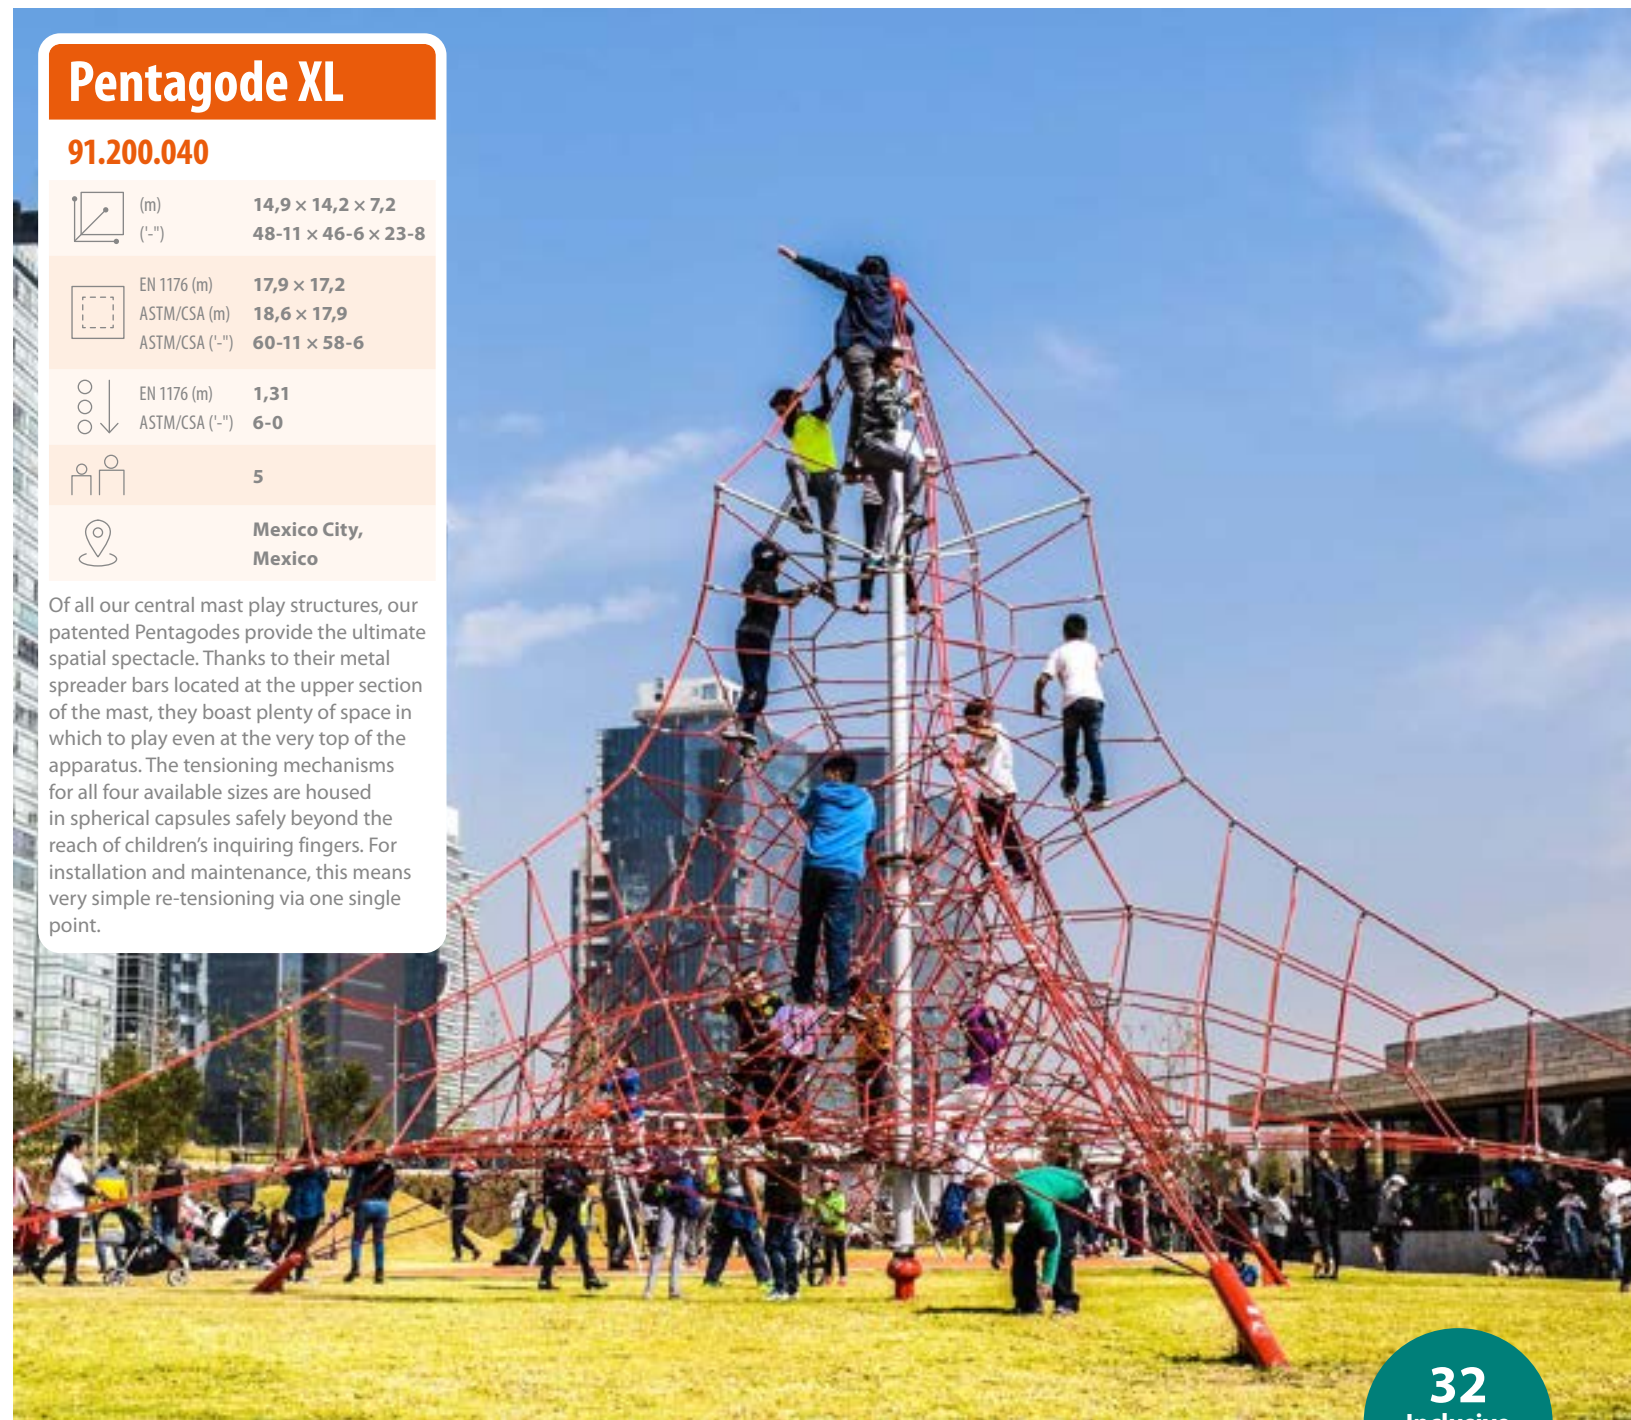 Pentagode XL
91.200.040
(m) 14,9 × 14,2 × 7,2
('-") 48-11 × 46-6 × 23-8
EN 1176 (m) 17,9 × 17,2
ASTM/CSA (m) 18,6 × 17,9
ASTM/CSA ('-") 60-11 × 58-6
EN 1176 (m) 1,31
ASTM/CSA ('-") 6-0
5
Mexico City,
Mexico
Of all our central mast play structures, our
patented Pentagodes provide the ultimate
spatial spectacle. Thanks to their metal
spreader bars located at the upper section
of the mast, they boast plenty of space in
which to play even at the very top of the
apparatus. The tensioning mechanisms
for all four available sizes are housed
in spherical capsules safely beyond the
reach of children's inquiring fingers. For
installation and maintenance, this means
very simple re-tensioning via one single
point.
32
Inclusive